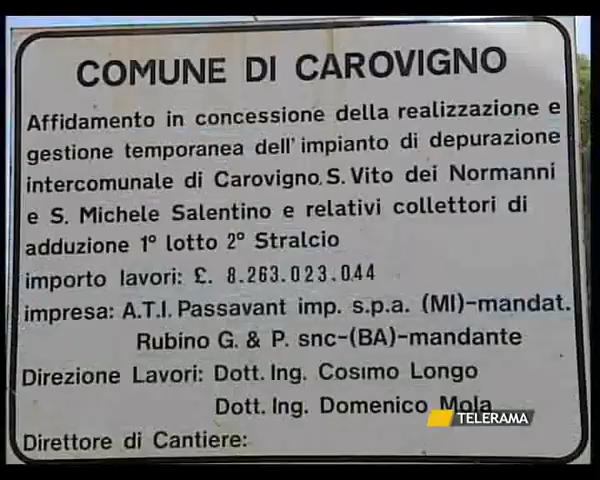 COMUNE DI CAROVIGNO
Affidamento in concessione della realizzazione e
gestione temporanea dell'impianto di depurazione
intercomunale di Carovigno, S. Vito dei Normanni
e S. Michele Salentino e relativi collettori di
adduzione 1° lotto 2° Stralcio
importo lavori: £. 8.263.023.044
impresa: A.T.I. Passavant imp. s.p.a. (MI)-mandat.
Rubino G. & P. snc-(BA)-mandante
Direzione Lavori: Dott. Ing. Cosimo Longo
Dott. Ing. Domenico Mola
TELERAMA
Direttore di Cantiere: